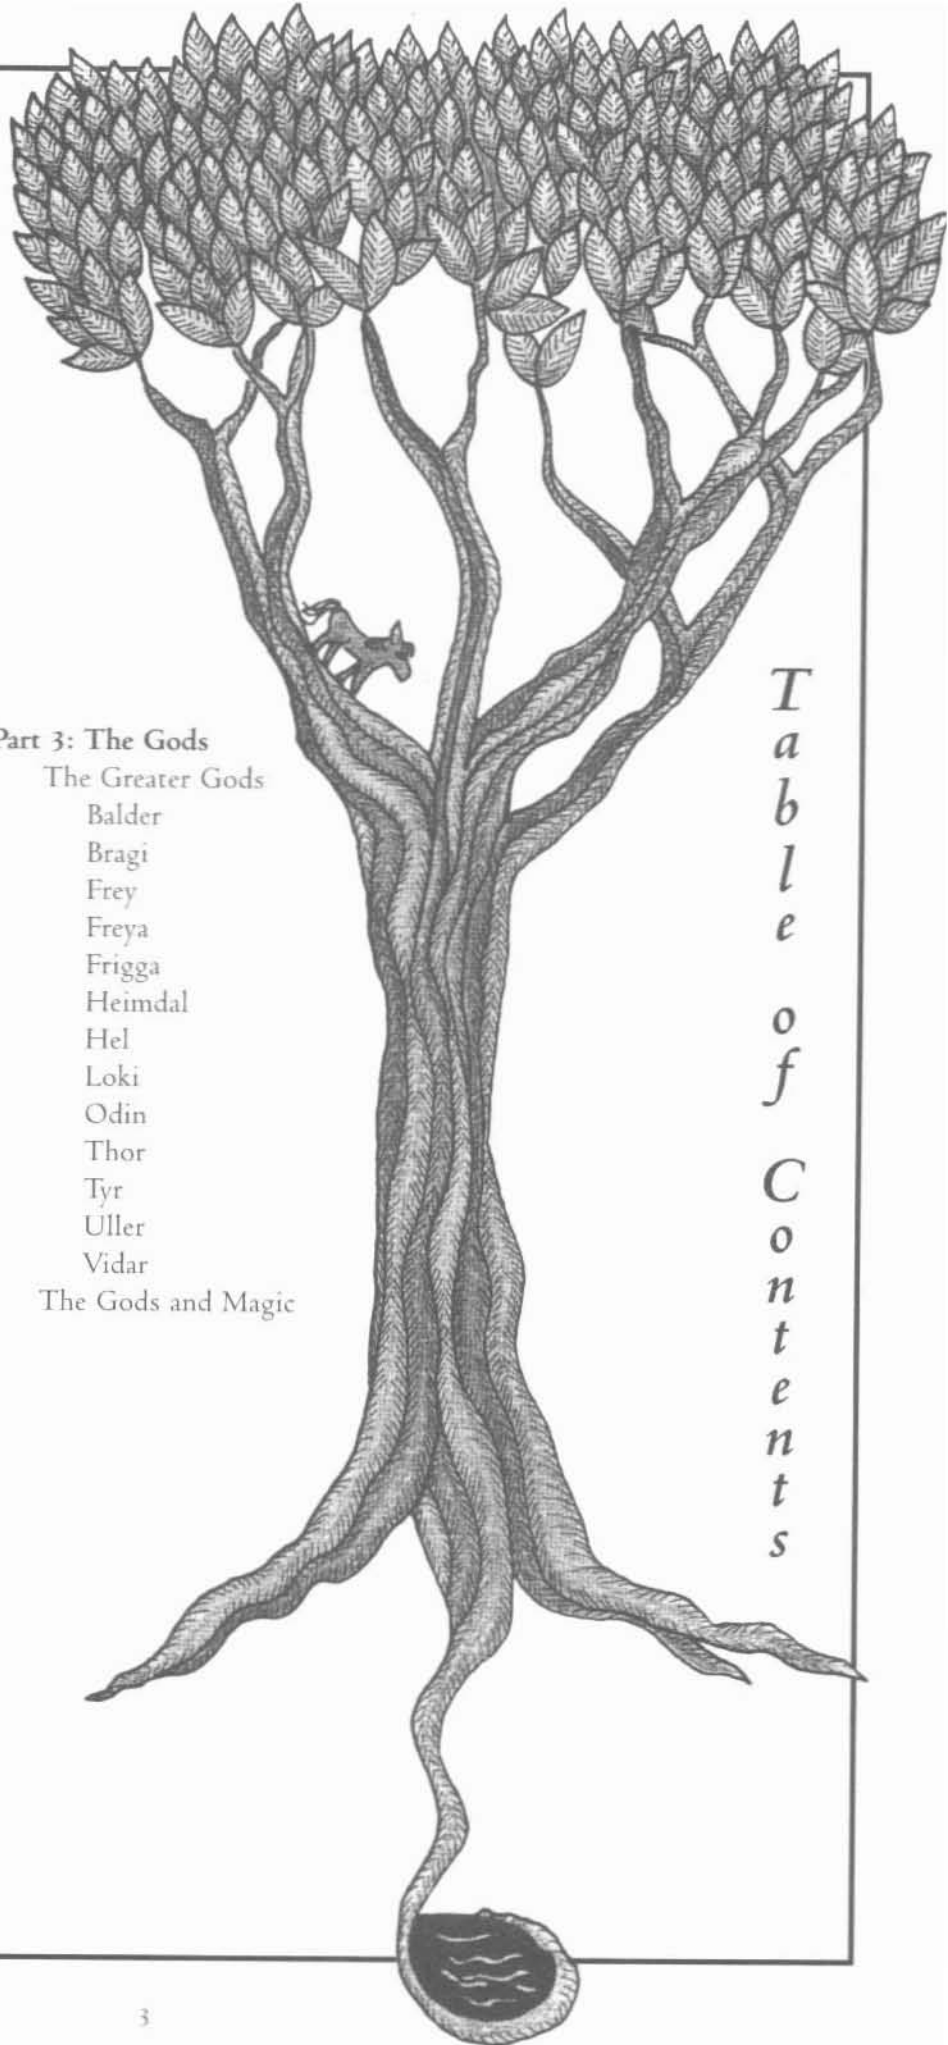 Part 3: The Gods
The Greater Gods
Balder
Bragi
Frey
Freya
Frigga
Heimdal
Hel
Loki
Odin
Thor
Tyr
Uller
Vidar
The Gods and Magic
Table of Contents
3